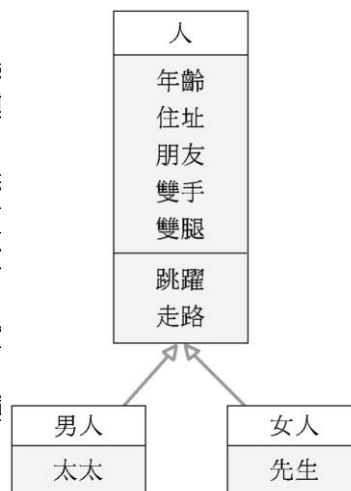 人
年齡
住址
朋友
雙手
雙腿
跳躍
走路
男人
女人
太太
先生